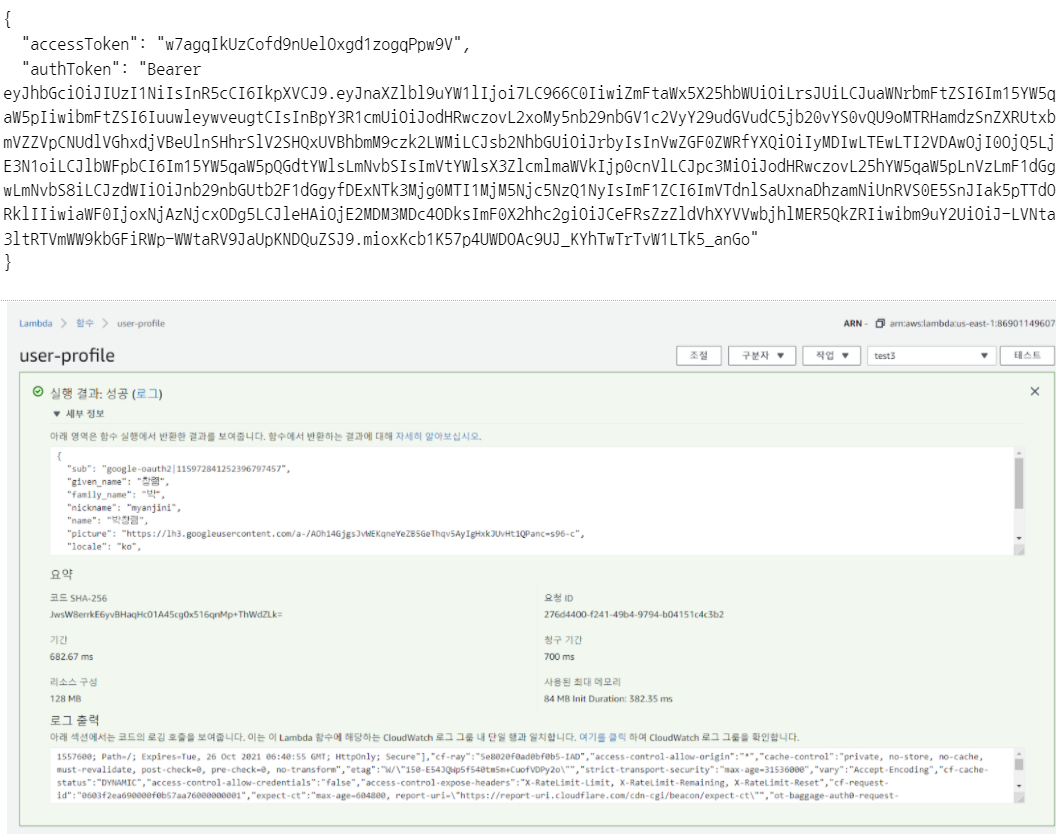 {
"accessToken": "w7agqIkUzCofd9nUelOxgd1zogqPpw9V",
"authToken": "Bearer
eyJhbGciOiJIUzI1NiIsInR5cCI6IkpXVCJ9.eyJnaXZlbl9uYW1lIjoi7LC966C0IiwiZmFtaWx5X25hbWUiOiLrsJUiLCJuaWNrbmFtZSI6Im15YW5q
aW5pIiwibmFtZSI6IuuwleywveugtCIsInBpY3R1cmUiOiJodHRwczovL2xoMy5nb29nbGV1c2VyY29udGVudC5jb20vYS0vQU9oMTRHamdzSnZXRUtxb
mVZZVpCNUdlVGhxdjVBeUlnSHhrSlV2SHQxUVBhbmM9czk2LWMiLCJsb2NhbGUiOiJrbyIsInVwZGF0ZWRfYXQiOiIyMDIwLTEwLTI2VDAwOjI0OjQ5Lj
E3N1oiLCJlbWFpbCI6Im15YW5qaW5pQGdtYWlsLmNvbSIsImVtYWlsX3ZlcmlmaWVkIjp0cnVlLCJpc3MiOiJodHRwczovL25hYW5qaW5pLnVzLmF1dGg
wLmNvbS8iLCJzdWIiOiJnb29nbGUtb2F1dGgyfDExNTk3Mjg0MTI1MjM5Njc5NzQ1NyIsImF1ZCI6ImVTdnlSaUxnaDhzamNiUnRVS0E5SnJIak5pTTdO
RklIIiwiaWF0IjoxNjAzNjcxODg5LCJleHAiOjE2MDM3MDc4ODksImF0X2hhc2giOiJCeFRsZzZldVhXYVVwbjhlMER5QkZRIiwibm9uY2UiOiJ-LVNta
3ltRTVmWW9kbGFiRWp-WWtaRV9JaUpKNDQuZSJ9.mioxKcb1K57p4UWDOAc9UJ_KYhTwTrTvW1LTk5_anGo"
}
Lambda > 함수 > user-profile ARN - arn:aws:lambda:us-east-1:86901149607
user-profile 조절 구분자 ▼ 작업 ▼ test3 ▼ 테스트
실행 결과: 성공 (로그)
▼ 세부 정보
아래 영역은 함수 실행에서 반환한 결과를 보여줍니다. 함수에서 반환하는 결과에 대해 자세히 알아보십시오.
{
"sub": "google-oauth2|115972841252396797457",
"given_name": "창렴",
"family_name": "박",
"nickname": "myanjini",
"name": "박창렴",
"picture": "https://lh3.googleusercontent.com/a-/AOh14GjgsJvWEKqneYeZB5GeThqv5AyIgHxkJUvHt1QPanc=s96-c",
"locale": "ko",
요약
코드 SHA-256 요청 ID
JwsW8errkE6yvBHaqHc01A45cg0x516qnMp+ThWdZLk= 276d4400-f241-49b4-9794-b04151c4c3b2
기간 청구 기간
682.67 ms 700 ms
리소스 구성 사용된 최대 메모리
128 MB 84 MB Init Duration: 382.35 ms
로그 출력
아래 섹션에서는 코드의 로깅 호출을 보여줍니다. 이는 이 Lambda 함수에 해당하는 CloudWatch 로그 그룹 내 단일 행과 일치합니다. 여기를 클릭 하여 CloudWatch 로그 그룹을 확인합니다.
1557600; Path=/; Expires=Tue, 26 Oct 2021 06:40:55 GMT; HttpOnly; Secure"],"cf-ray":"5e8020f0ad0bf0b5-IAD","access-control-allow-origin":"*","cache-control":"private, no-store, no-cache,
must-revalidate, post-check=0, pre-check=0, no-transform","etag":"W/\"150-E54JQWpSfS40tm5m+CuofVDPy2o\"","strict-transport-security":"max-age=31536000","vary":"Accept-Encoding","cf-cache-
status":"DYNAMIC","access-control-allow-credentials":"false","access-control-expose-headers":"X-RateLimit-Limit, X-RateLimit-Remaining, X-RateLimit-Reset","cf-request-
id":"0603f2ea690000f0b57aa76000000001","expect-ct":"max-age=604800, report-uri=\"https://report-uri.cloudflare.com/cdn-cgi/beacon/expect-ct\"","ot-baggage-auth0-request-